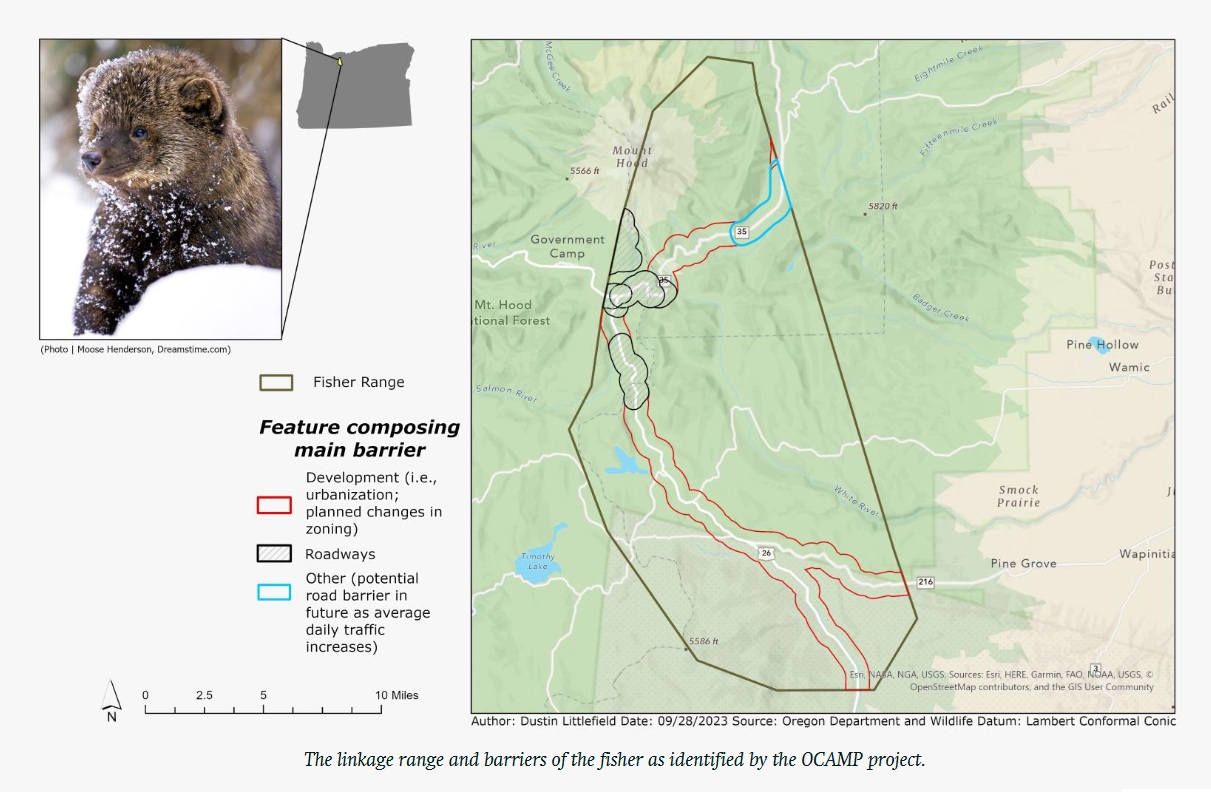 (Photo | Moose Henderson, Dreamstime.com)
Fisher Range
Feature composing
main barrier
Development (i.e.,
urbanization;
planned changes in
zoning)
Roadways
Other (potential
road barrier in
future as average
daily traffic
increases)
N
0 2.5 5 10 Miles
McGee Creek
Eightmile Creek
Rail
Fifteenmile Creek
Mount
Hood
5566 ft
5820 ft
35
River
Government
Camp
35
Post
Sta
Bu
Mt. Hood
tional Forest
Badger Creek
Pine Hollow
Wamic
Salmon River
White River
Smock
Prairie
J
26
Timothy
Lake
Pine Grove
Wapinitia
216
5586 ft
3
Esri, NASA, NGA, USGS, Sources: Esri, HERE, Garmin, FAO, NOAA, USGS, ©
OpenStreetMap contributors, and the GIS User Community
Author: Dustin Littlefield Date: 09/28/2023 Source: Oregon Department and Wildlife Datum: Lambert Conformal Conic
The linkage range and barriers of the fisher as identified by the OCAMP project.